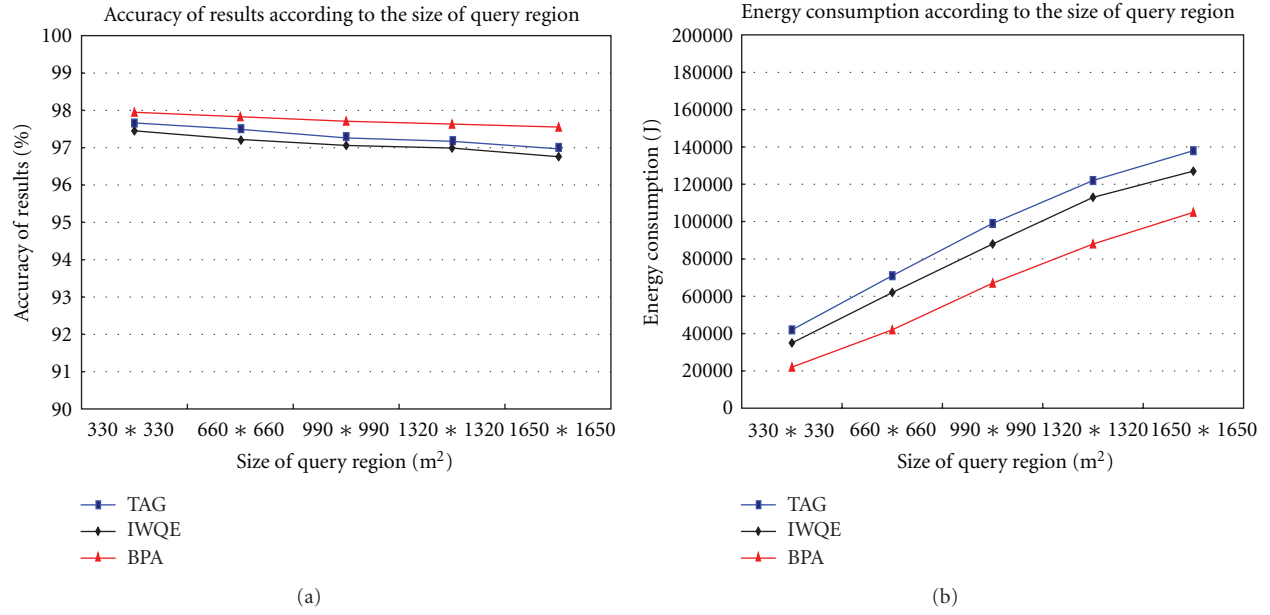 Accuracy of results according to the size of query region
100
99
98
97
96
95
94
93
92
91
90
Accuracy of results (%)
330 ∗ 330 660 ∗ 660 990 ∗ 990 1320 ∗ 1320 1650 ∗ 1650
Size of query region (m²)
TAG
IWQE
BPA
(a)
Energy consumption according to the size of query region
200000
180000
160000
140000
120000
100000
80000
60000
40000
20000
0
Energy consumption (J)
330 ∗ 330 660 ∗ 660 990 ∗ 990 1320 ∗ 1320 1650 ∗ 1650
Size of query region (m²)
TAG
IWQE
BPA
(b)